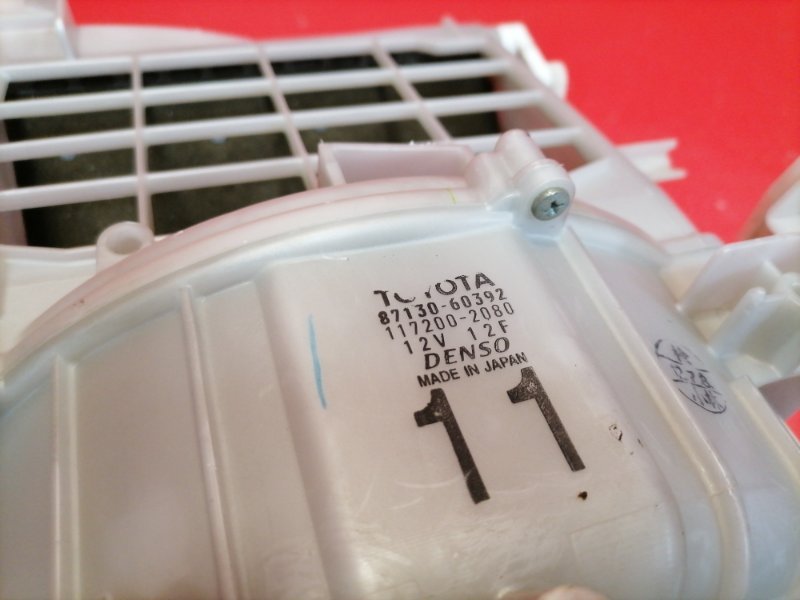 TOYOTA
87130-60392
117200-2080
12V 12F
DENSO
MADE IN JAPAN
11